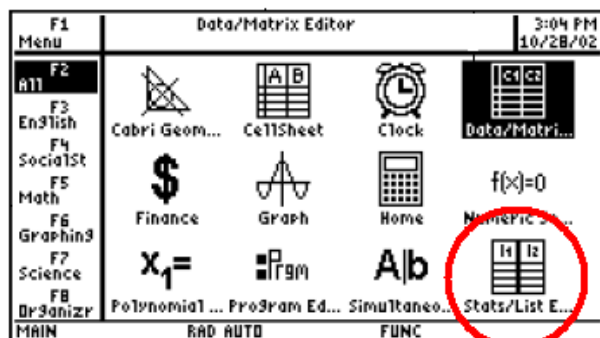 F1 Menu
Data/Matrix Editor
3:04 PM
10/28/02
F2 All
F3 English
F4 SocialSt
F5 Math
F6 Graphing
F7 Science
F8 Organizr
A B
C1 C2
Cabri Geom... CellSheet Clock Data/Matri...
$
f(x)=0
Finance Graph Home Numeric So...
X1= Prgm A|b l1 l2
Polynomial ... Program Ed... Simultaneo... Stats/List E...
MAIN RAD AUTO FUNC